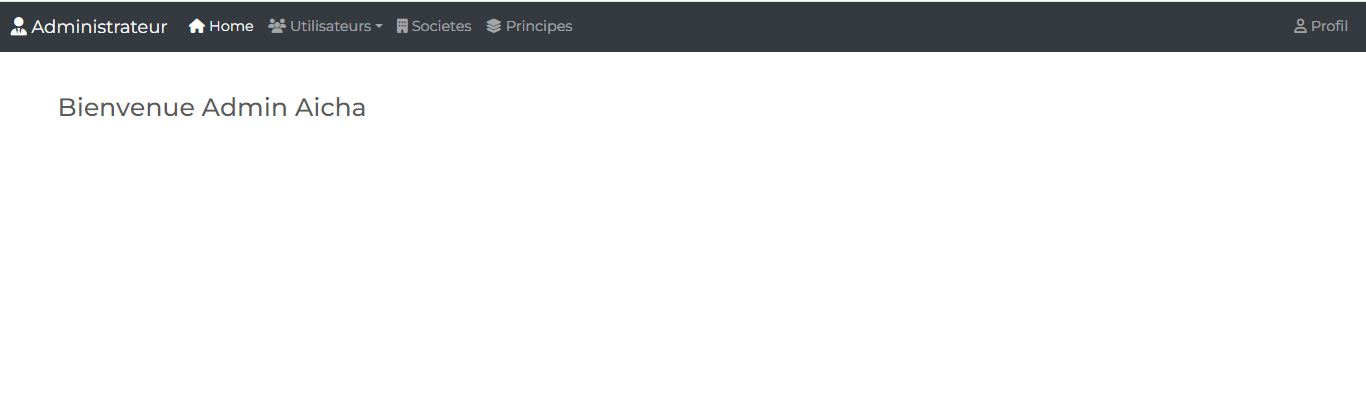 Administrateur Home Utilisateurs Societes Principes Profil
Bienvenue Admin Aicha